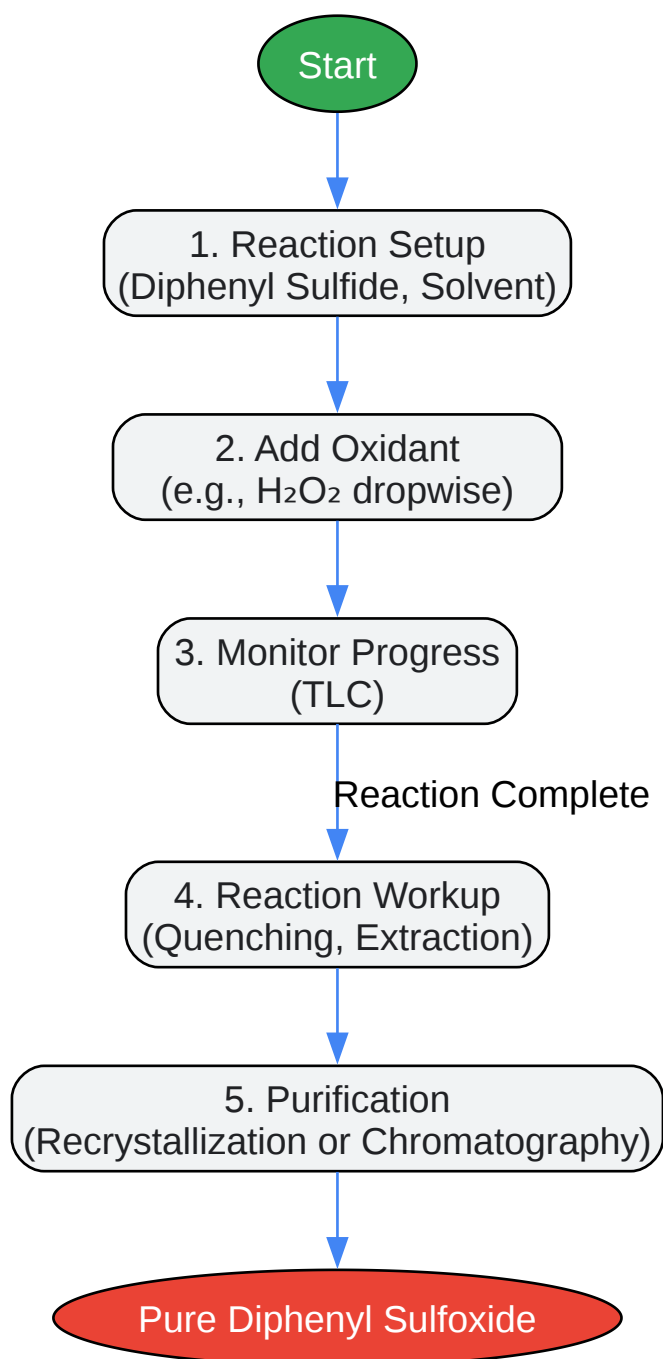 Start
1. Reaction Setup
(Diphenyl Sulfide, Solvent)
2. Add Oxidant
(e.g., H₂O₂ dropwise)
3. Monitor Progress
(TLC)
Reaction Complete
4. Reaction Workup
(Quenching, Extraction)
5. Purification
(Recrystallization or Chromatography)
Pure Diphenyl Sulfoxide